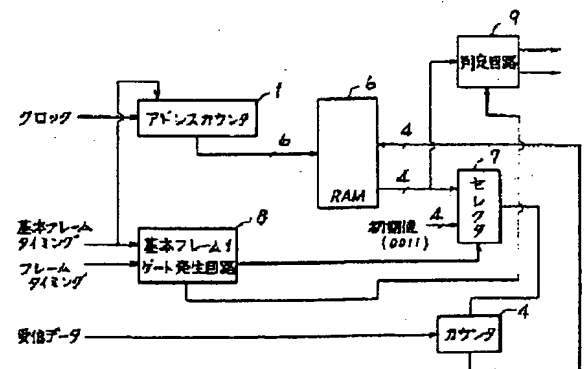 9
判定回路
1
6
クロック
アドレスカウンタ
6
4
7
RAM
4
セレクタ
初期値
(0011)
4
基本フレーム
タイミング
8
基本フレーム1
ゲート発生回路
フレーム
タイミング
4
受信データ
カウンタ